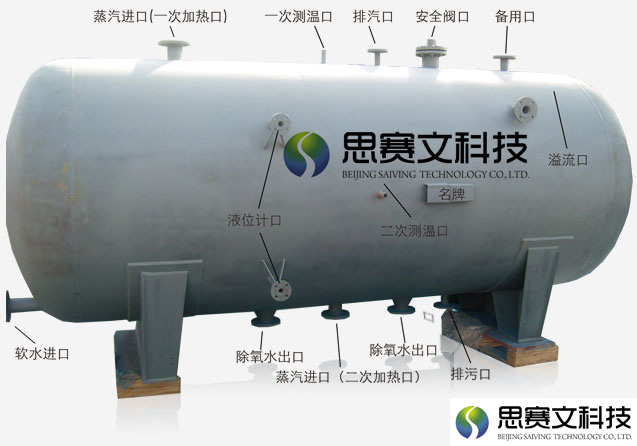 蒸汽进口(一次加热口)
一次测温口
排汽口
安全阀口
备用口
思赛文科技
BEIJING SAIVING TECHNOLOGY CO.,LTD.
溢流口
名牌
液位计口
二次测温口
软水进口
除氧水出口
除氧水出口
蒸汽进口（二次加热口）
排污口
思赛文科技
BEIJING SAIVING TECHNOLOGY CO.,LTD.